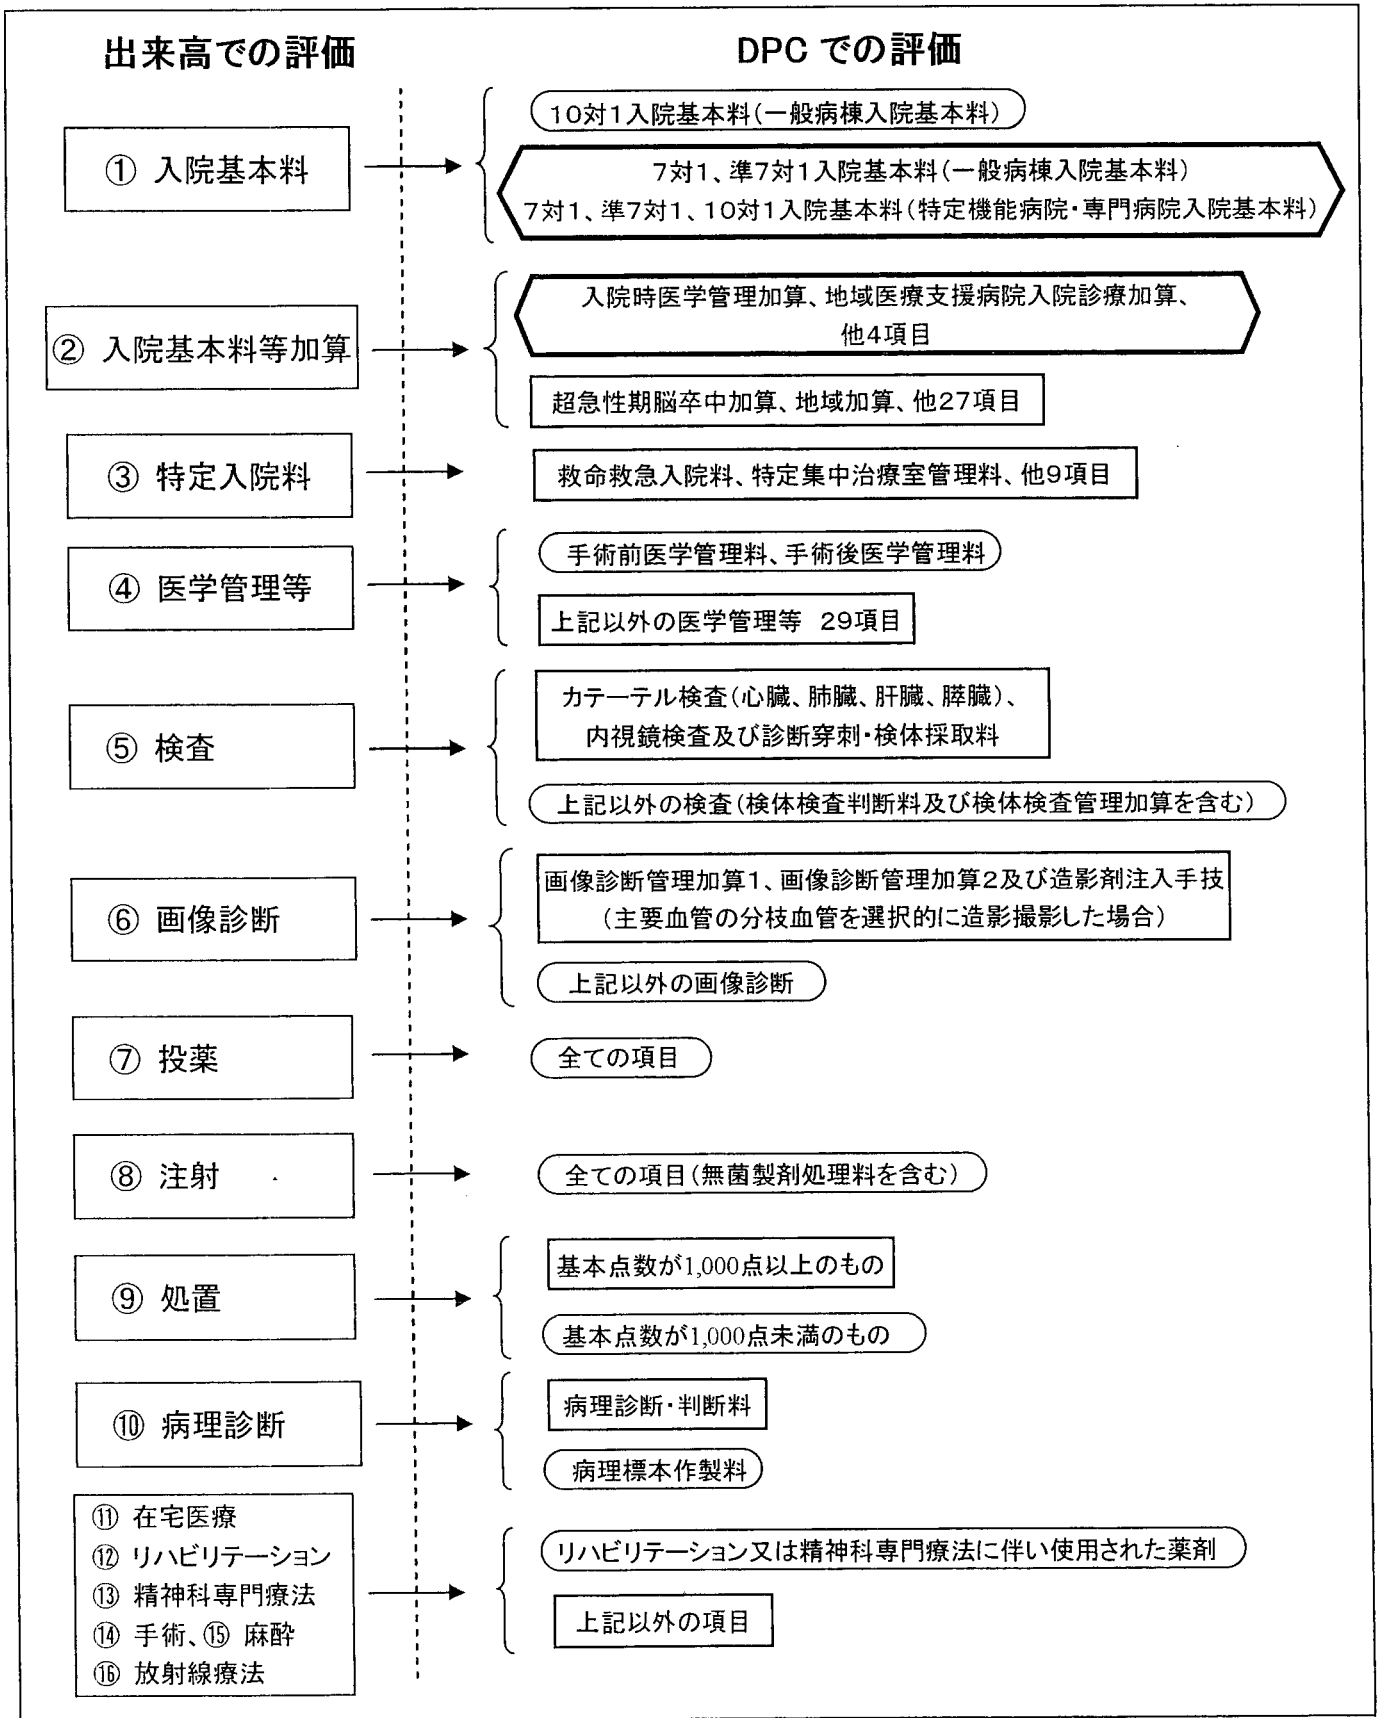 出来高での評価
DPC での評価
① 入院基本料
10対1入院基本料(一般病棟入院基本料)
7対1、準7対1入院基本料(一般病棟入院基本料)
7対1、準7対1、10対1入院基本料(特定機能病院・専門病院入院基本料)
② 入院基本料等加算
入院時医学管理加算、地域医療支援病院入院診療加算、
他4項目
超急性期脳卒中加算、地域加算、他27項目
③ 特定入院料
救命救急入院料、特定集中治療室管理料、他9項目
④ 医学管理等
手術前医学管理料、手術後医学管理料
上記以外の医学管理等 29項目
⑤ 検査
カテーテル検査(心臓、肺臓、肝臓、膵臓)、
内視鏡検査及び診断穿刺・検体採取料
上記以外の検査(検体検査判断料及び検体検査管理加算を含む)
⑥ 画像診断
画像診断管理加算1、画像診断管理加算2及び造影剤注入手技
(主要血管の分枝血管を選択的に造影撮影した場合)
上記以外の画像診断
⑦ 投薬
全ての項目
⑧ 注射
全ての項目(無菌製剤処理料を含む)
⑨ 処置
基本点数が1,000点以上のもの
基本点数が1,000点未満のもの
⑩ 病理診断
病理診断・判断料
病理標本作製料
⑪ 在宅医療
⑫ リハビリテーション
⑬ 精神科専門療法
⑭ 手術、⑮ 麻酔
⑯ 放射線療法
リハビリテーション又は精神科専門療法に伴い使用された薬剤
上記以外の項目